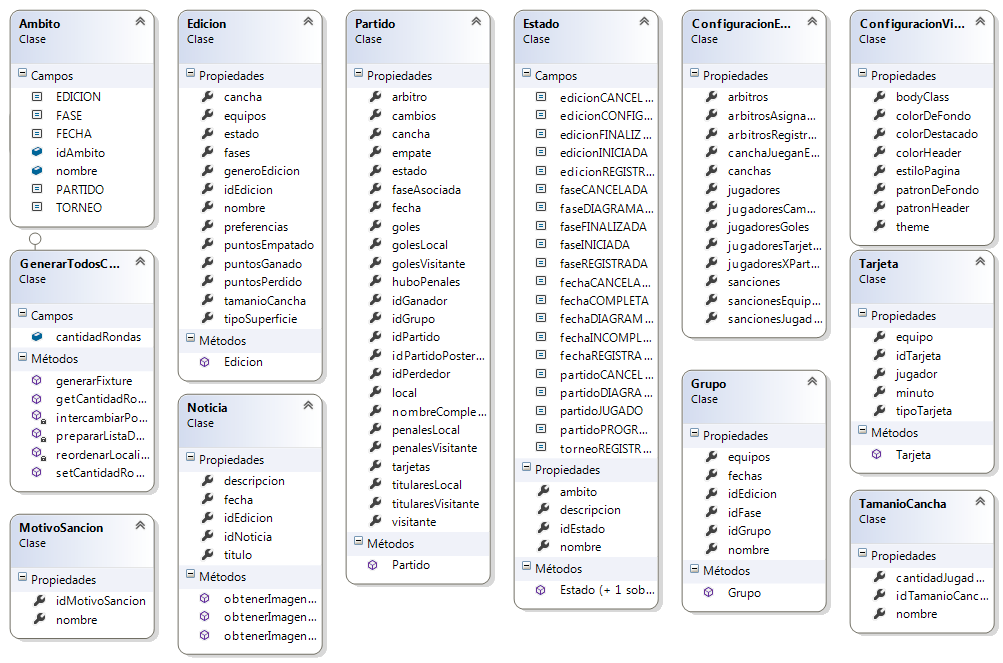 Ambito
Clase
Campos
EDICION
FASE
FECHA
idAmbito
nombre
PARTIDO
TORNEO
GenerarTodosC...
Clase
Campos
cantidadRondas
Métodos
generarFixture
getCantidadRo...
intercambiarPo...
prepararListaD...
reordenarLocali...
setCantidadRo...
MotivoSancion
Clase
Propiedades
idMotivoSancion
nombre
Edicion
Clase
Propiedades
cancha
equipos
estado
fases
generoEdicion
idEdicion
nombre
preferencias
puntosEmpatado
puntosGanado
puntosPerdido
tamanioCancha
tipoSuperficie
Métodos
Edicion
Noticia
Clase
Propiedades
descripcion
fecha
idEdicion
idNoticia
titulo
Métodos
obtenerImagen...
obtenerImagen...
obtenerImagen...
Partido
Clase
Propiedades
arbitro
cambios
cancha
empate
estado
faseAsociada
fecha
goles
golesLocal
golesVisitante
huboPenales
idGanador
idGrupo
idPartido
idPartidoPoster...
idPerdedor
local
nombreComple...
penalesLocal
penalesVisitante
tarjetas
titularesLocal
titularesVisitante
visitante
Métodos
Partido
Estado
Clase
Campos
edicionCANCEL...
edicionCONFIG...
edicionFINALIZ...
edicionINICIADA
edicionREGISTR...
faseCANCELADA
faseDIAGRAMA...
faseFINALIZADA
faseINICIADA
faseREGISTRADA
fechaCANCELA...
fechaCOMPLETA
fechaDIAGRAM...
fechaINCOMPL...
fechaREGISTRA...
partidoCANCEL...
partidoDIAGRA...
partidoJUGADO
partidoPROGR...
torneoREGISTR...
Propiedades
ambito
descripcion
idEstado
nombre
Métodos
Estado (+ 1 sob...
ConfiguracionE...
Clase
Propiedades
arbitros
arbitrosAsigna...
arbitrosRegistr...
canchaJueganE...
canchas
jugadores
jugadoresCam...
jugadoresGoles
jugadoresTarjet...
jugadoresXPart...
sanciones
sancionesEquip...
sancionesJugad...
Grupo
Clase
Propiedades
equipos
fechas
idEdicion
idFase
idGrupo
nombre
Métodos
Grupo
ConfiguracionVi...
Clase
Propiedades
bodyClass
colorDeFondo
colorDestacado
colorHeader
estiloPagina
patronDeFondo
patronHeader
theme
Tarjeta
Clase
Propiedades
equipo
idTarjeta
jugador
minuto
tipoTarjeta
Métodos
Tarjeta
TamanioCancha
Clase
Propiedades
cantidadJugad...
idTamanioCanc...
nombre